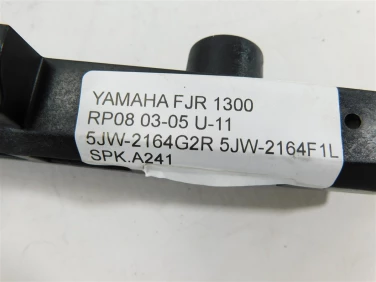 YAMAHA FJR 1300
RP08 03-05 U-11
5JW-2164G2R 5JW-2164F1L
SPK.A241